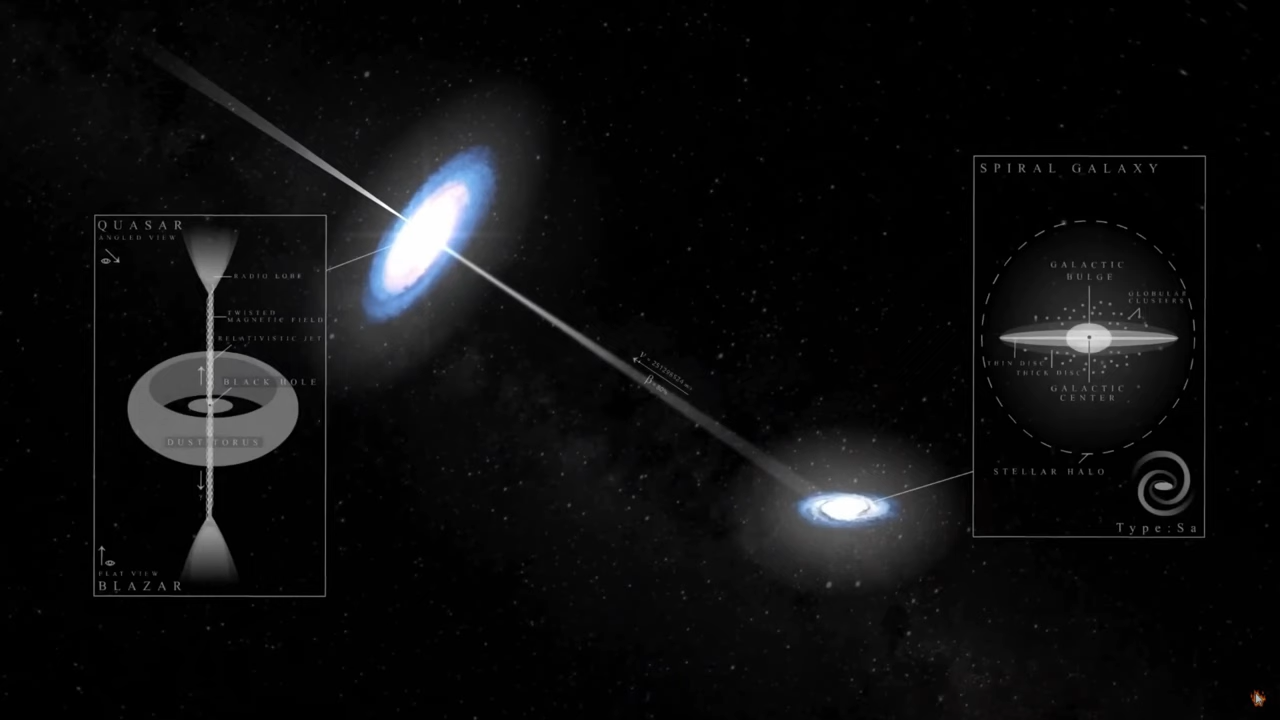 QUASAR
ANGLED VIEW
RADIO LOBE
TWISTED
MAGNETIC FIELD
RELATIVISTIC JET
BLACK HOLE
DUST TORUS
FLAT VIEW
BLAZAR
SPIRAL GALAXY
GALACTIC
BULGE
GLOBULAR
CLUSTERS
THIN DISC
THICK DISC
GALACTIC
CENTER
STELLAR HALO
Type:Sa